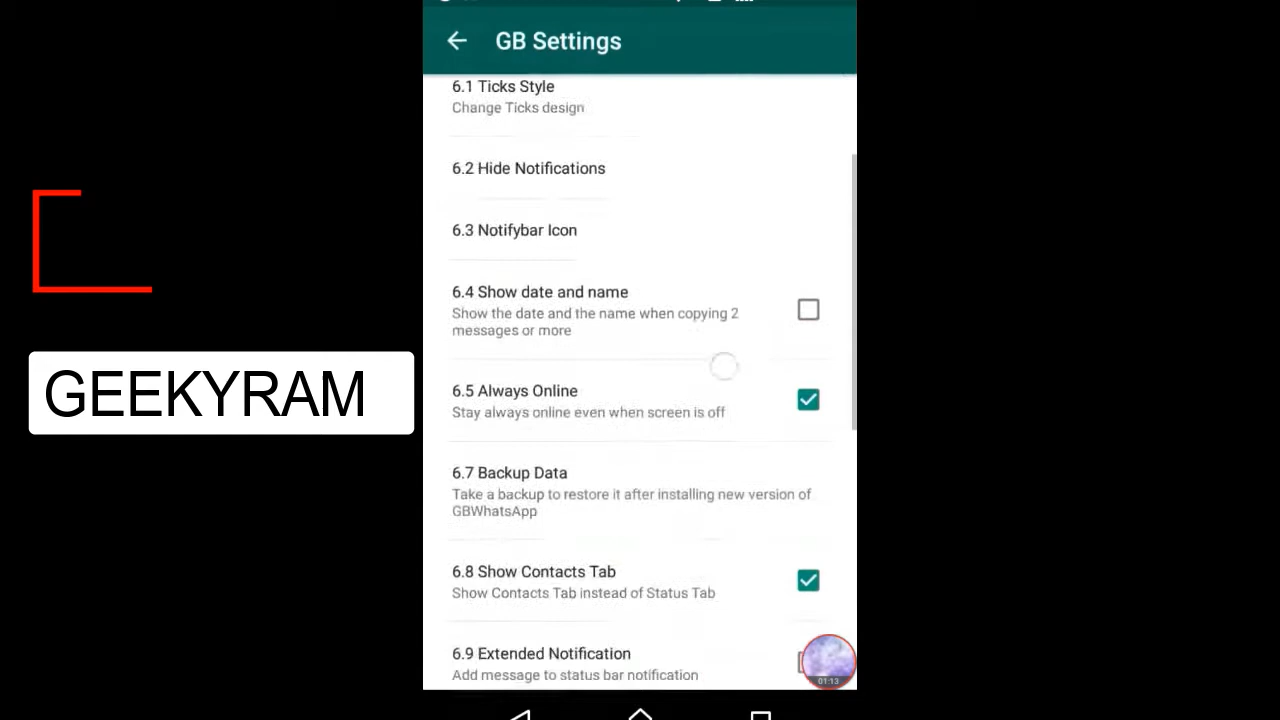 GB Settings
6.1 Ticks Style
Change Ticks design
6.2 Hide Notifications
6.3 Notifybar Icon
6.4 Show date and name
Show the date and the name when copying 2
messages or more
GEEKYRAM
6.5 Always Online
Stay always online even when screen is off
6.7 Backup Data
Take a backup to restore it after installing new version of
GBWhatsApp
6.8 Show Contacts Tab
Show Contacts Tab instead of Status Tab
6.9 Extended Notification
Add message to status bar notification
01:13